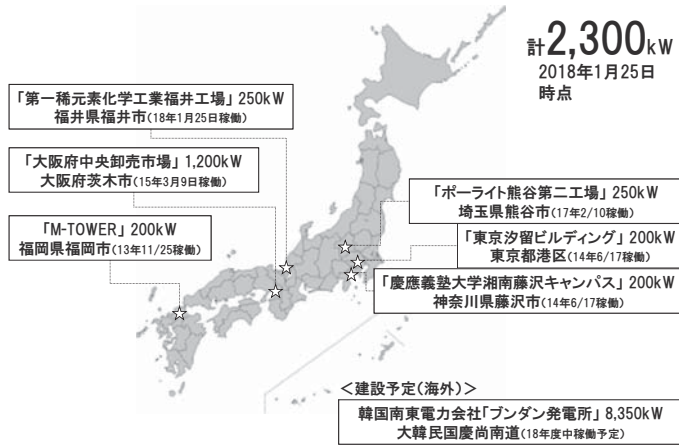 計2,300kW
2018年1月25日
時点
「第一稀元素化学工業福井工場」 250kW
福井県福井市(18年1月25日稼働)
「大阪府中央卸売市場」 1,200kW
大阪府茨木市(15年3月9日稼働)
「M-TOWER」 200kW
福岡県福岡市(13年11/25稼働)
「ポーライト熊谷第二工場」 250kW
埼玉県熊谷市(17年2/10稼働)
「東京汐留ビルディング」 200kW
東京都港区(14年6/17稼働)
「慶應義塾大学湘南藤沢キャンパス」 200kW
神奈川県藤沢市(14年6/17稼働)
＜建設予定(海外)＞
韓国南東電力会社「ブンダン発電所」 8,350kW
大韓民国慶尚南道(18年度中稼働予定)